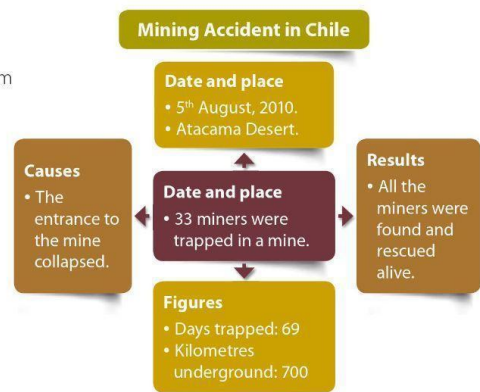 Mining Accident in Chile
m
Date and place
• 5th August, 2010.
• Atacama Desert.
Causes
• The
entrance to
the mine
collapsed.
Date and place
• 33 miners were
trapped in a mine.
Results
• All the
miners were
found and
rescued
alive.
Figures
• Days trapped: 69
• Kilometres
underground: 700